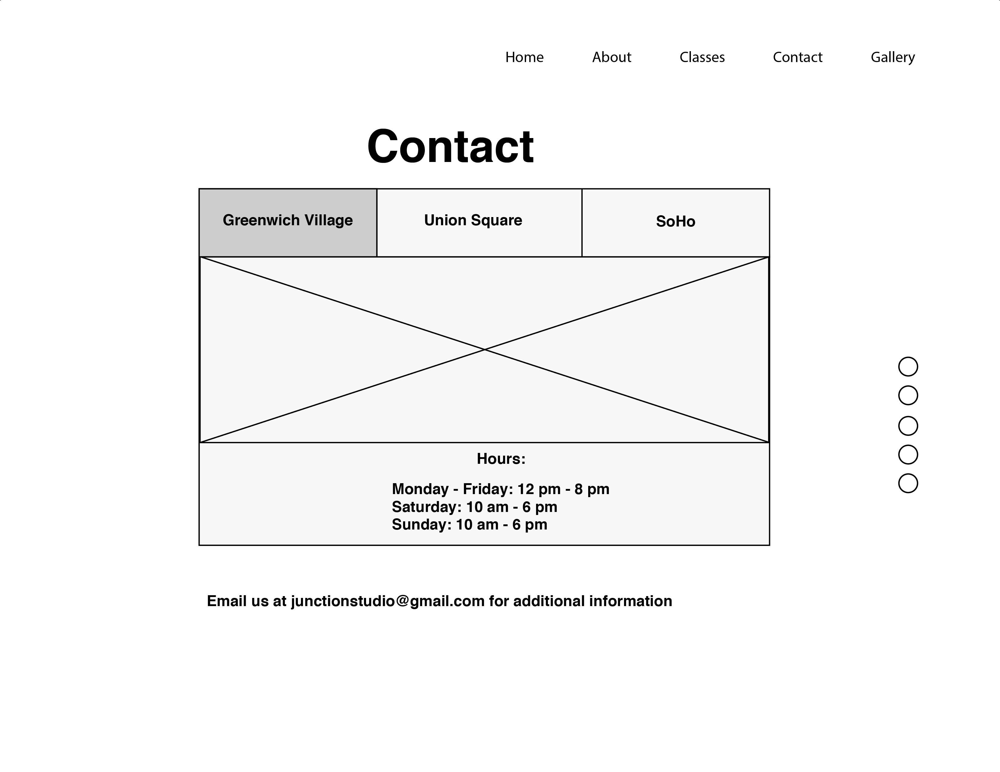 Home About Classes Contact Gallery
Contact
Greenwich Village Union Square SoHo
Hours:
Monday - Friday: 12 pm - 8 pm
Saturday: 10 am - 6 pm
Sunday: 10 am - 6 pm
Email us at junctionstudio@gmail.com for additional information